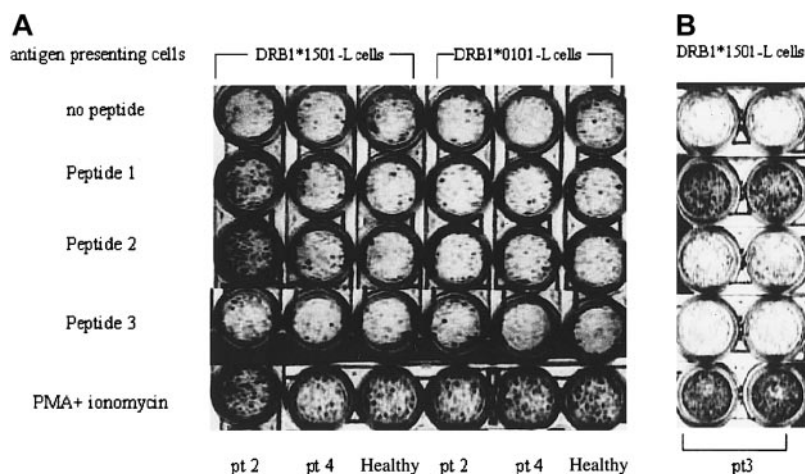 A
B
antigen presenting cells
DRB1*1501-L cells
DRB1*0101-L cells
DRB1*1501-L cells
no peptide
Peptide 1
Peptide 2
Peptide 3
PMA+ ionomycin
pt 2
pt 4
Healthy
pt 2
pt 4
Healthy
pt3